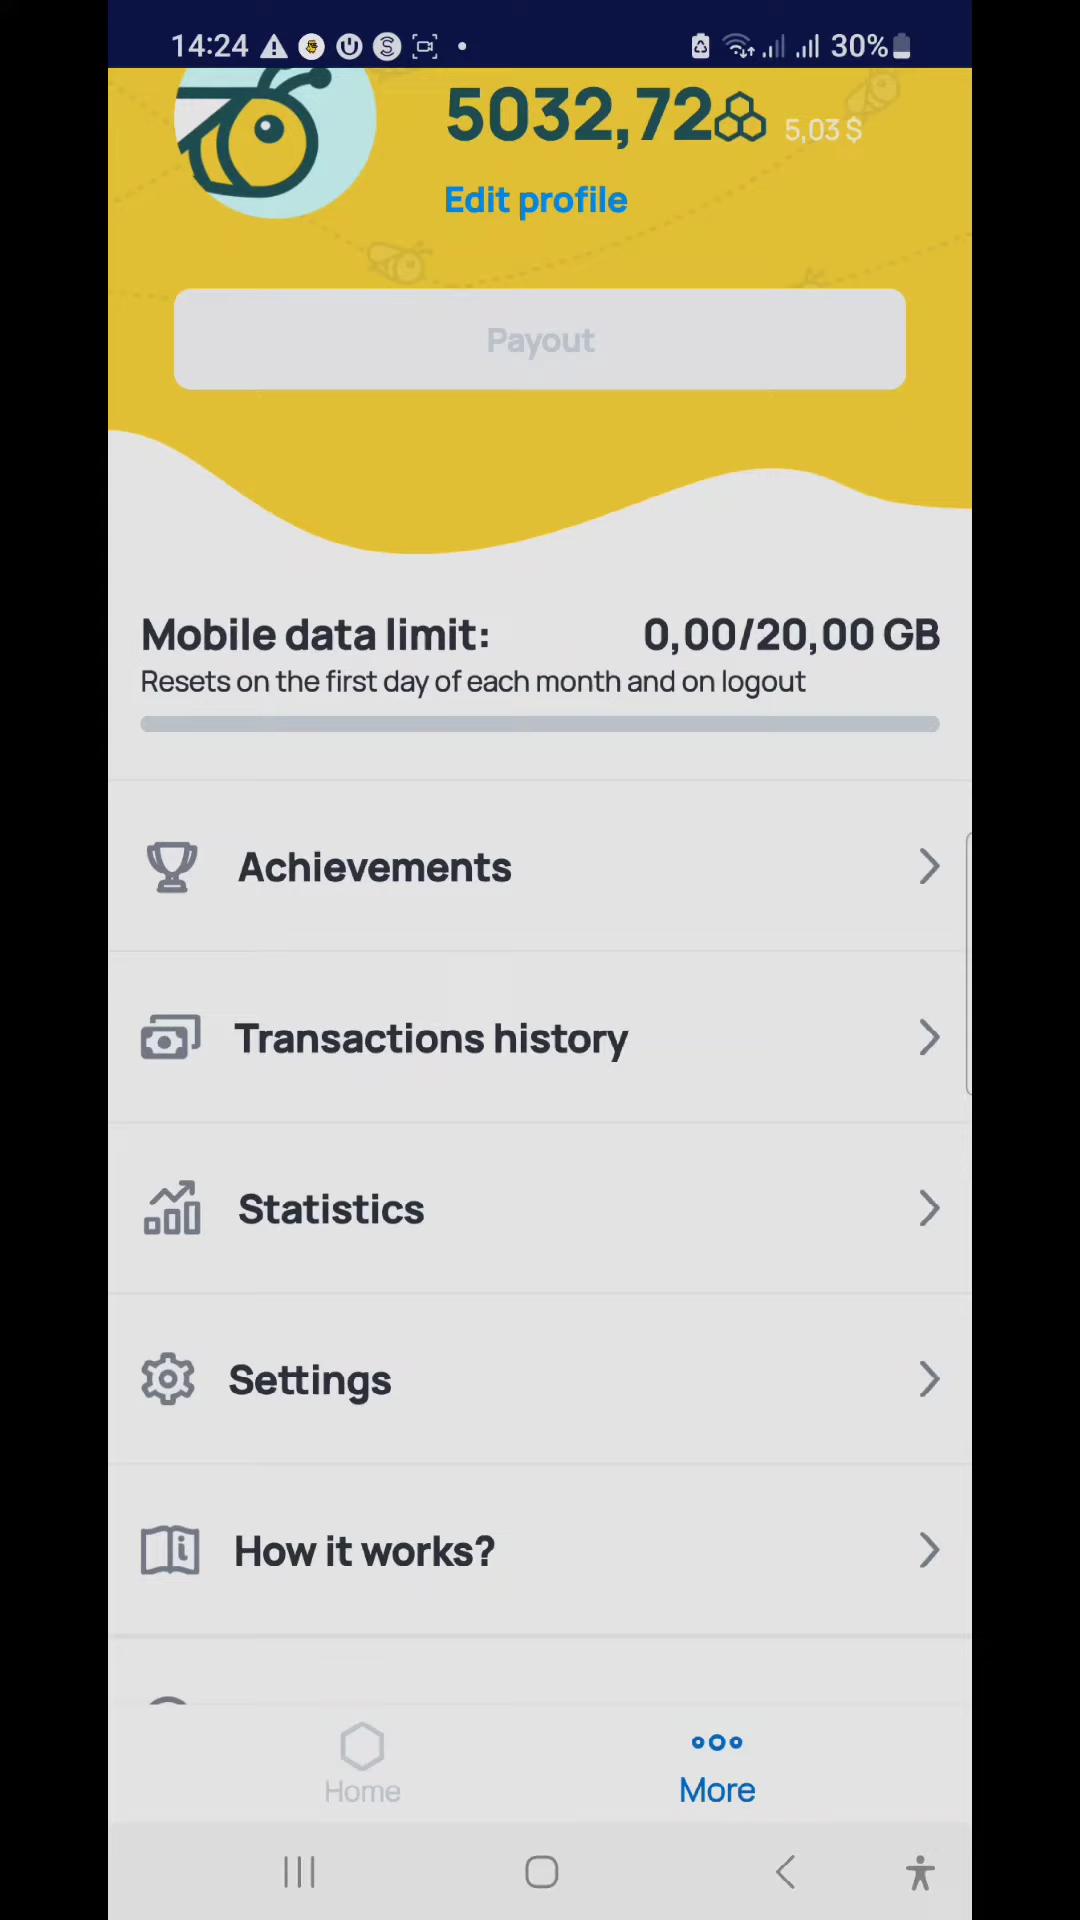 14:24 30%
5032,72 5,03 $
Edit profile
Payout
Mobile data limit: 0,00/20,00 GB
Resets on the first day of each month and on logout
Achievements
Transactions history
Statistics
Settings
How it works?
Home More